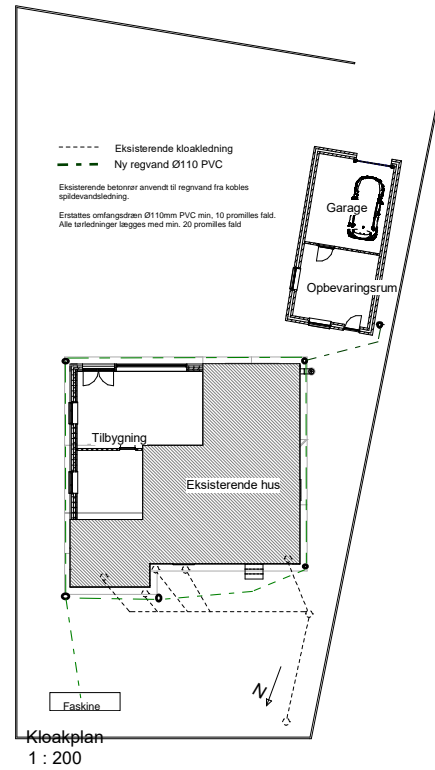 Eksisterende kloakledning
Ny regvand Ø110 PVC
Eksisterende betonrør anvendt til regnvand fra kobles
spildevandsledning.
Erstattes omfangsdræn Ø110mm PVC min, 10 promilles fald.
Alle tørledninger lægges med min. 20 promilles fald
Garage
Opbevaringsrum
Tilbygning
Eksisterende hus
N
Faskine
Kloakplan
1 : 200